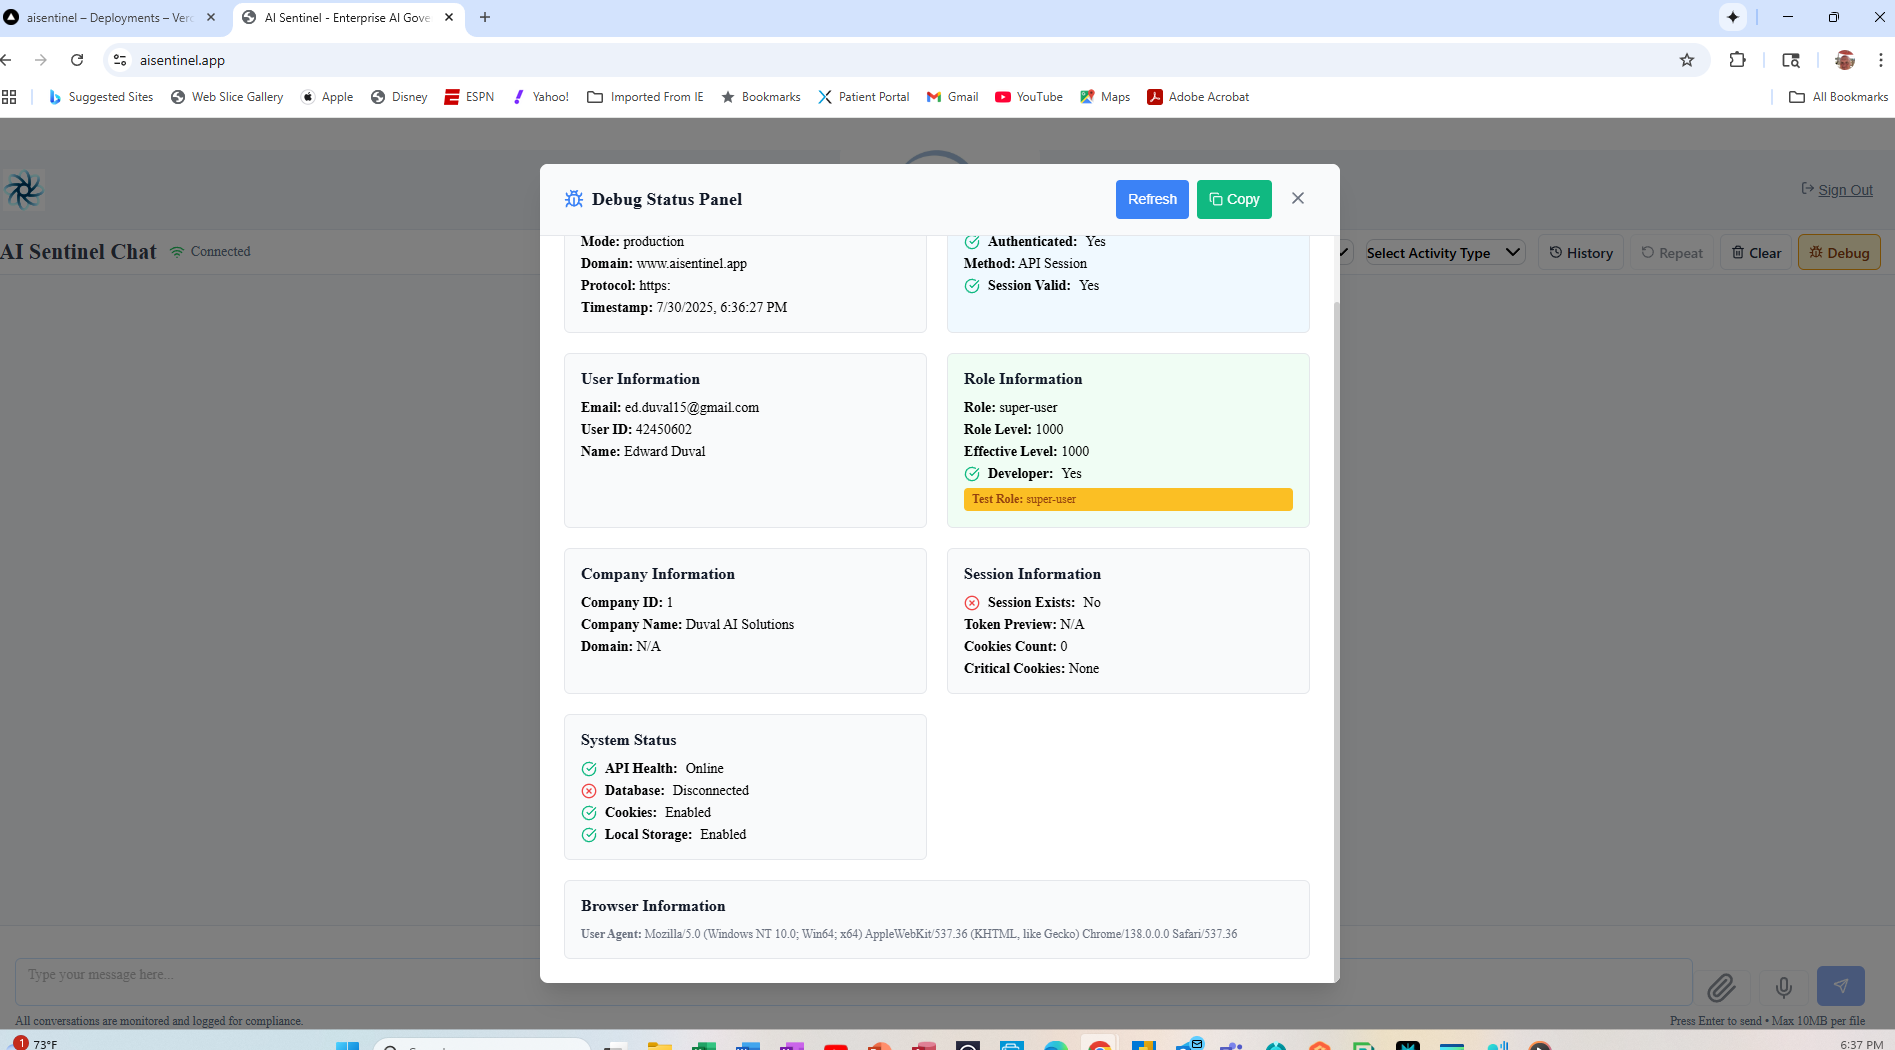 aisentinel – Deployments – Verc
AI Sentinel - Enterprise AI Gove
aisentinel.app
Suggested Sites
Web Slice Gallery
Apple
Disney
ESPN
Yahoo!
Imported From IE
Bookmarks
Patient Portal
Gmail
YouTube
Maps
Adobe Acrobat
All Bookmarks
Sign Out
AI Sentinel Chat
Connected
Select Activity Type
History
Repeat
Clear
Debug
Debug Status Panel
Refresh
Copy
Mode: production
Domain: www.aisentinel.app
Protocol: https:
Timestamp: 7/30/2025, 6:36:27 PM
Authenticated: Yes
Method: API Session
Session Valid: Yes
User Information
Email: ed.duval15@gmail.com
User ID: 42450602
Name: Edward Duval
Role Information
Role: super-user
Role Level: 1000
Effective Level: 1000
Developer: Yes
Test Role: super-user
Company Information
Company ID: 1
Company Name: Duval AI Solutions
Domain: N/A
Session Information
Session Exists: No
Token Preview: N/A
Cookies Count: 0
Critical Cookies: None
System Status
API Health: Online
Database: Disconnected
Cookies: Enabled
Local Storage: Enabled
Browser Information
User Agent: Mozilla/5.0 (Windows NT 10.0; Win64; x64) AppleWebKit/537.36 (KHTML, like Gecko) Chrome/138.0.0.0 Safari/537.36
Type your message here...
All conversations are monitored and logged for compliance.
Press Enter to send • Max 10MB per file
1
73°F
6:37 PM